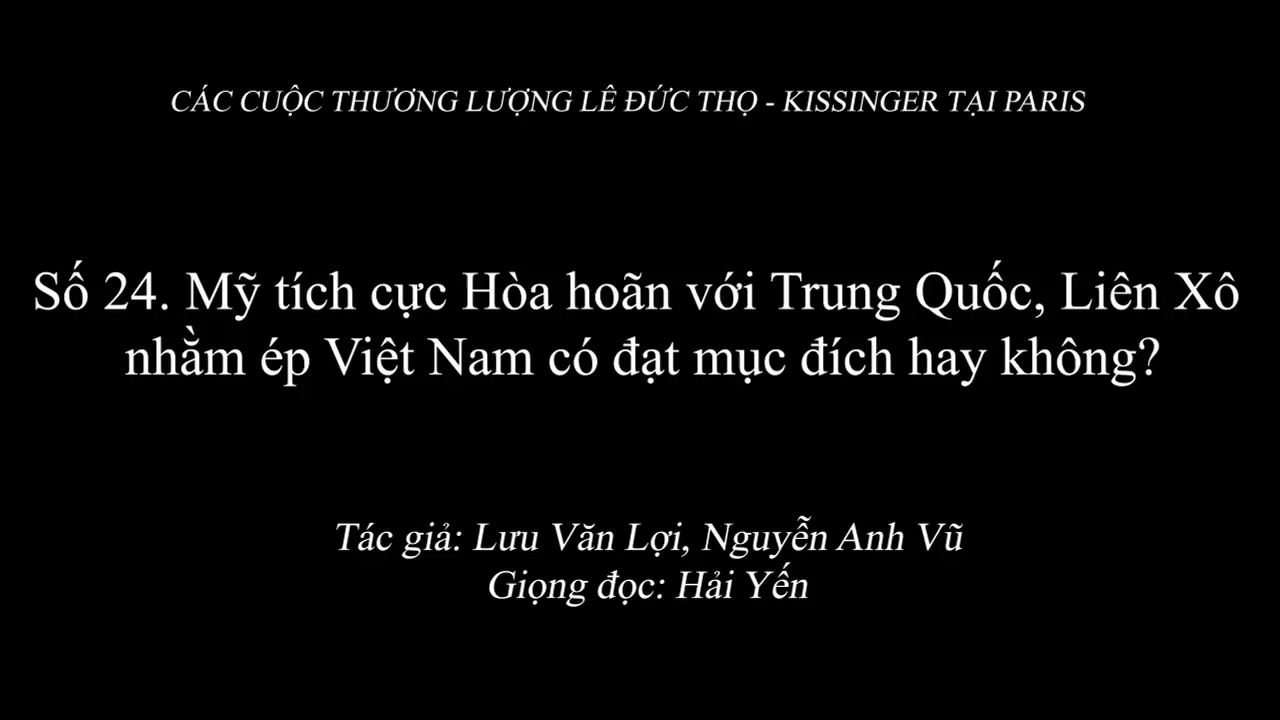 CÁC CUỘC THƯƠNG LƯỢNG LÊ ĐỨC THỌ - KISSINGER TẠI PARIS
Số 24. Mỹ tích cực Hòa hoãn với Trung Quốc, Liên Xô
nhằm ép Việt Nam có đạt mục đích hay không?
Tác giả: Lưu Văn Lợi, Nguyễn Anh Vũ
Giọng đọc: Hải Yến